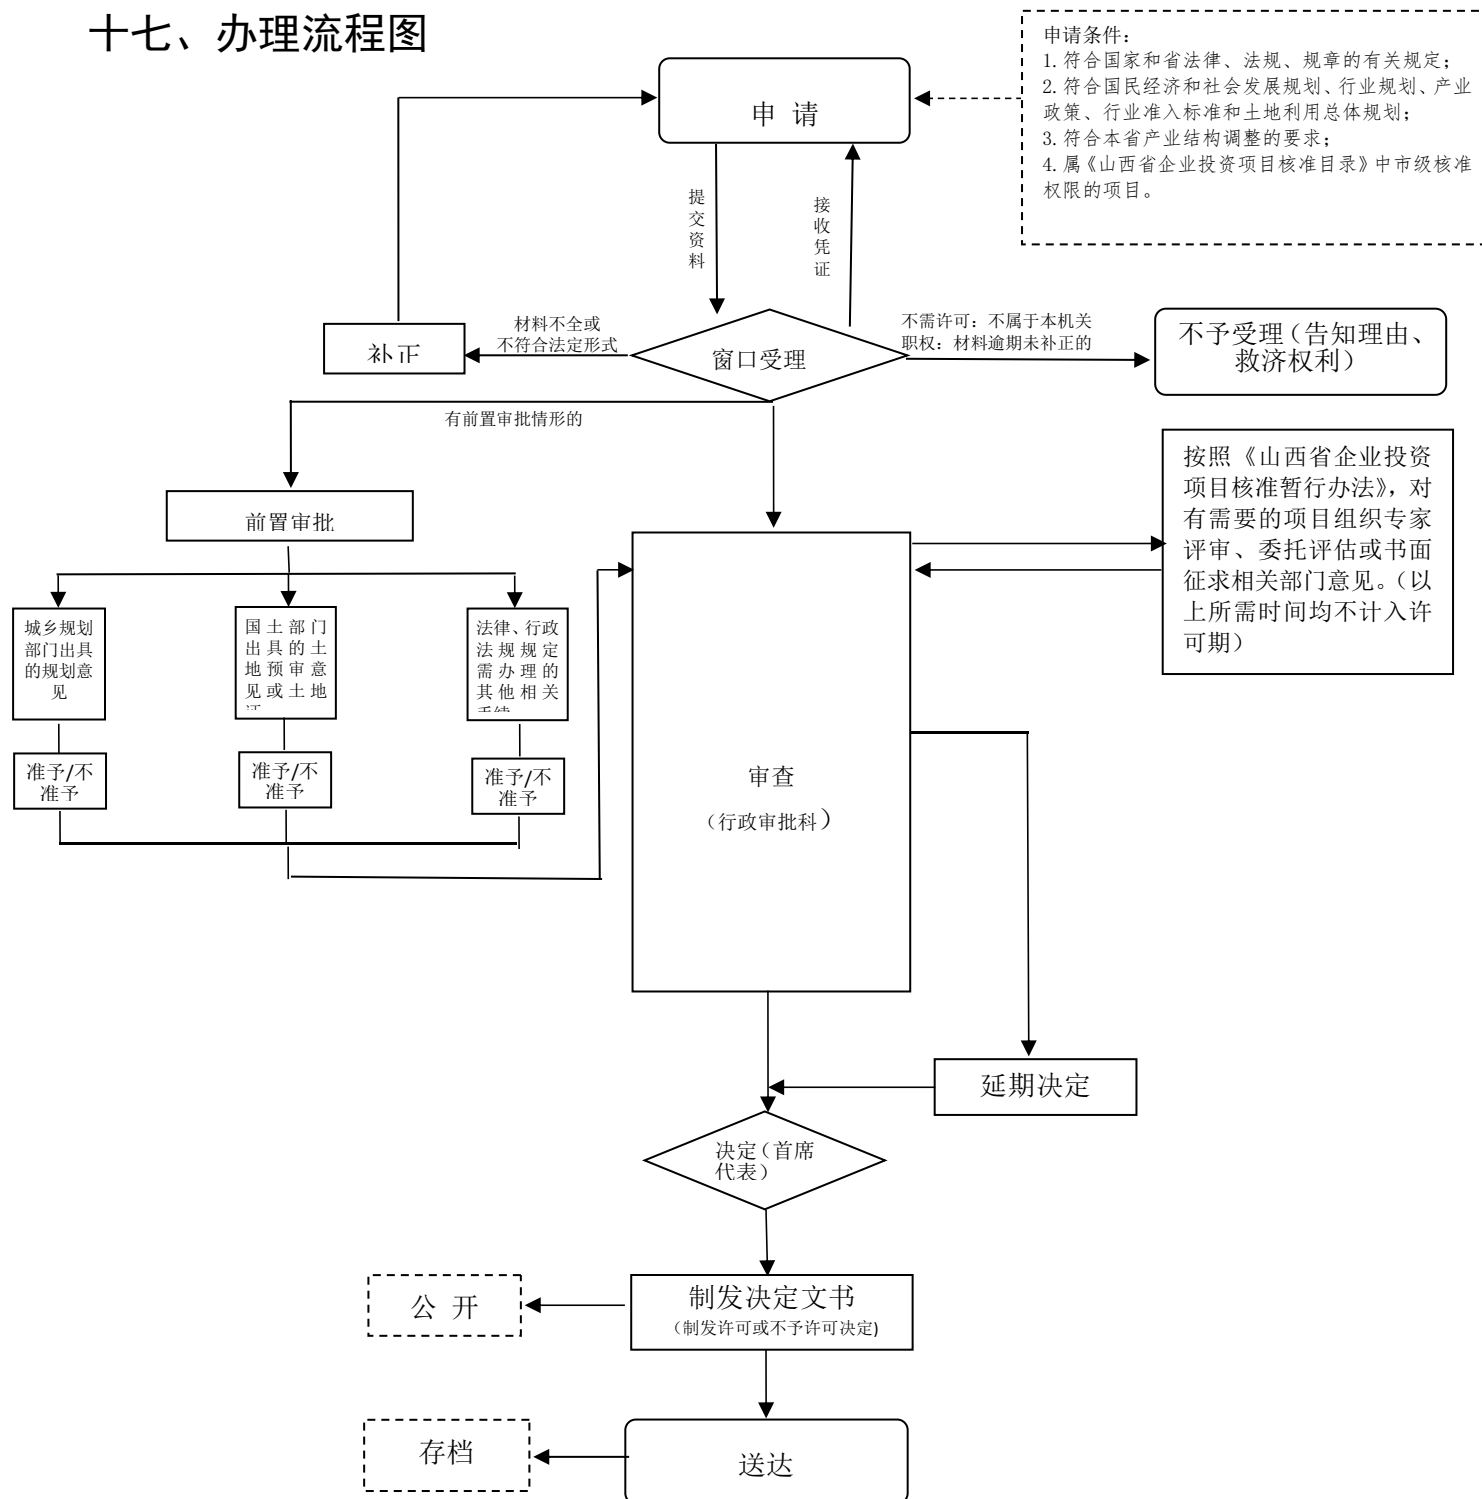 十七、办理流程图
申请条件：
1.符合国家和省法律、法规、规章的有关规定；
2.符合国民经济和社会发展规划、行业规划、产业
政策、行业准入标准和土地利用总体规划；
3.符合本省产业结构调整的要求；
4.属《山西省企业投资项目核准目录》中市级核准
权限的项目。
申 请
提交资料
接收凭证
材料不全或
不符合法定形式
补正
窗口受理
不需许可：不属于本机关
职权：材料逾期未补正的
不予受理（告知理由、
救济权利）
有前置审批情形的
前置审批
按照《山西省企业投资
项目核准暂行办法》，对
有需要的项目组织专家
评审、委托评估或书面
征求相关部门意见。（以
上所需时间均不计入许
可期）
城乡规划
部门出具
的规划意
见
国土部门
出具的土
地预审意
见或土地
证
法律、行政
法规规定
需办理的
其他相关
手续
准予/不
准予
准予/不
准予
准予/不
准予
审查
（行政审批科）
延期决定
决定（首席
代表）
制发决定文书
（制发许可或不予许可决定)
公 开
送达
存档